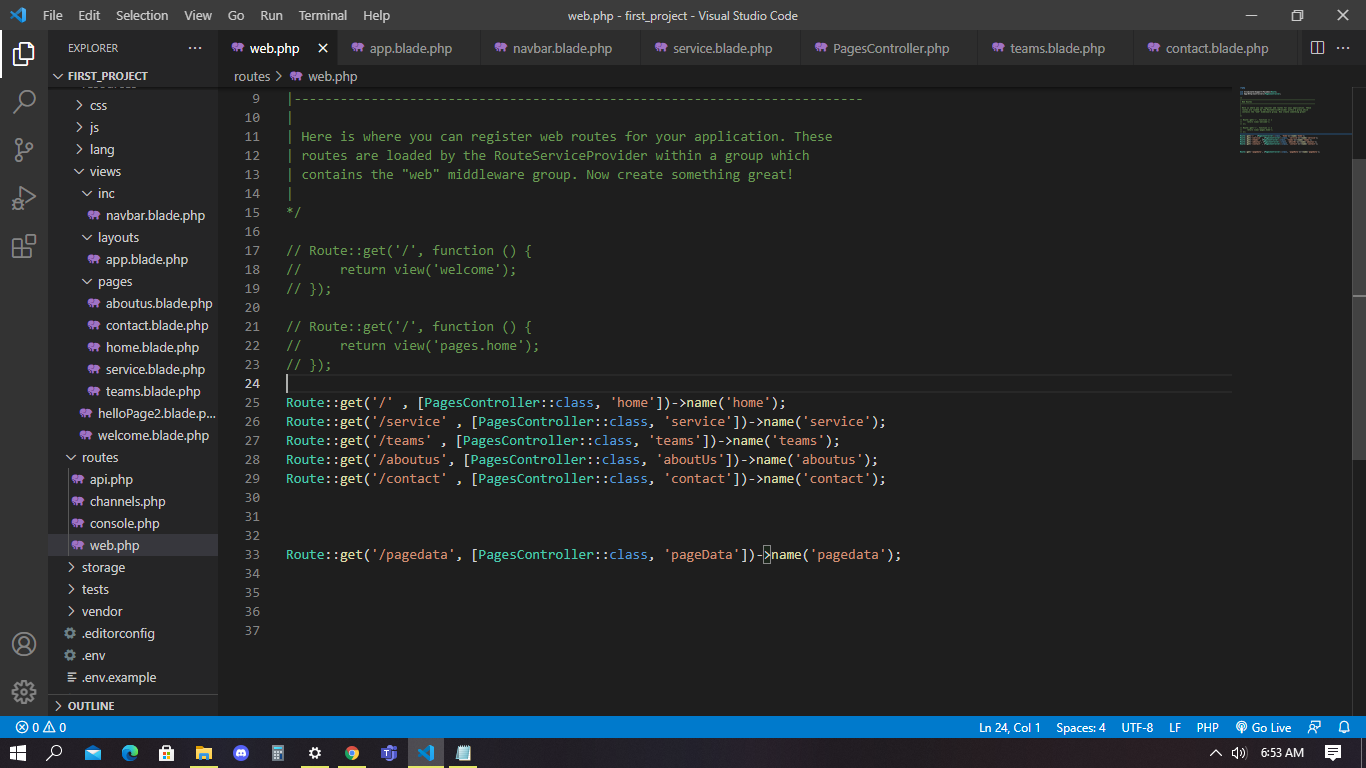 File Edit Selection View Go Run Terminal Help
web.php - first_project - Visual Studio Code
EXPLORER
FIRST_PROJECT
css
js
lang
views
inc
navbar.blade.php
layouts
app.blade.php
pages
aboutus.blade.php
contact.blade.php
home.blade.php
service.blade.php
teams.blade.php
helloPage2.blade.p...
welcome.blade.php
routes
api.php
channels.php
console.php
web.php
storage
tests
vendor
.editorconfig
.env
.env.example
OUTLINE
web.php app.blade.php navbar.blade.php service.blade.php PagesController.php teams.blade.php contact.blade.php
routes > web.php
9 |--------------------------------------------------------------------------
10 |
11 | Here is where you can register web routes for your application. These
12 | routes are loaded by the RouteServiceProvider within a group which
13 | contains the "web" middleware group. Now create something great!
14 |
15 */
16
17 // Route::get('/', function () {
18 //     return view('welcome');
19 // });
20
21 // Route::get('/', function () {
22 //     return view('pages.home');
23 // });
24
25 Route::get('/' , [PagesController::class, 'home'])->name('home');
26 Route::get('/service' , [PagesController::class, 'service'])->name('service');
27 Route::get('/teams' , [PagesController::class, 'teams'])->name('teams');
28 Route::get('/aboutus', [PagesController::class, 'aboutUs'])->name('aboutus');
29 Route::get('/contact' , [PagesController::class, 'contact'])->name('contact');
30
31
32
33 Route::get('/pagedata', [PagesController::class, 'pageData'])->name('pagedata');
34
35
36
37
0 0
Ln 24, Col 1 Spaces: 4 UTF-8 LF PHP Go Live
6:53 AM